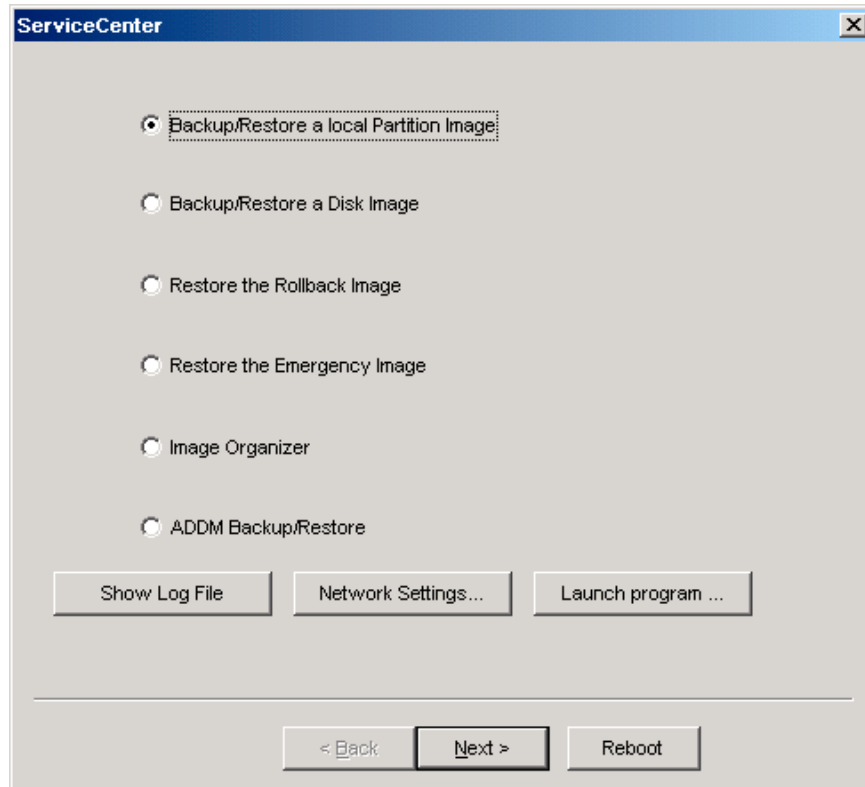 ServiceCenter
Backup/Restore a local Partition Image
Backup/Restore a Disk Image
Restore the Rollback Image
Restore the Emergency Image
Image Organizer
ADDM Backup/Restore
Show Log File
Network Settings...
Launch program ...
< Back
Next >
Reboot